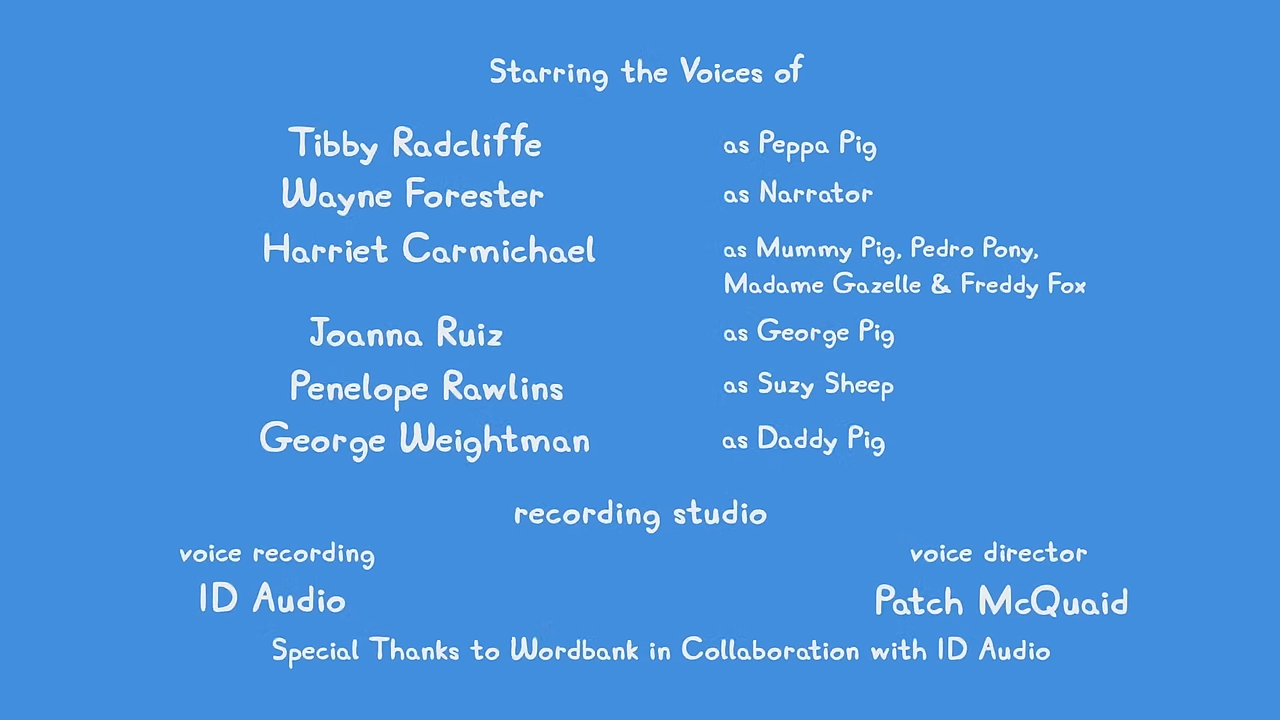 Starring the Voices of
Tibby Radcliffe as Peppa Pig
Wayne Forester as Narrator
Harriet Carmichael as Mummy Pig, Pedro Pony,
Madame Gazelle & Freddy Fox
Joanna Ruiz as George Pig
Penelope Rawlins as Suzy Sheep
George Weightman as Daddy Pig
recording studio
voice recording voice director
ID Audio Patch McQuaid
Special Thanks to Wordbank in Collaboration with ID Audio